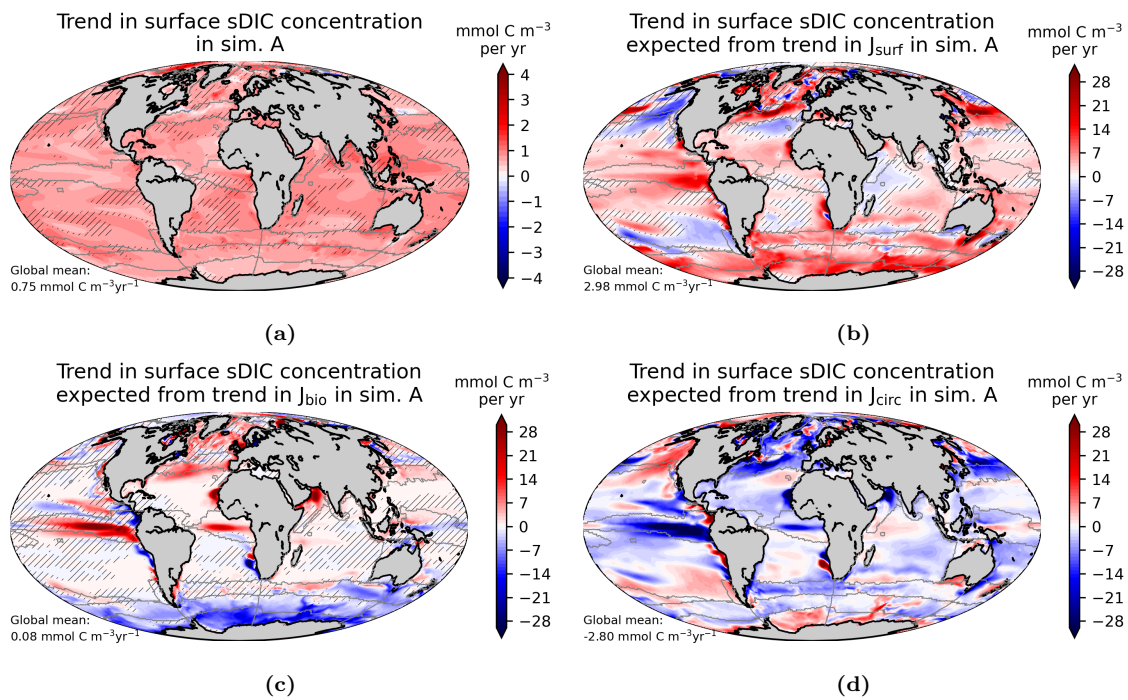 Trend in surface sDIC concentration
in sim. A
mmol C m⁻³
per yr
4
3
2
1
0
−1
−2
−3
−4
Global mean:
0.75 mmol C m⁻³yr⁻¹
(a)
Trend in surface sDIC concentration
expected from trend in J_surf in sim. A
mmol C m⁻³
per yr
28
21
14
7
0
−7
−14
−21
−28
Global mean:
2.98 mmol C m⁻³yr⁻¹
(b)
Trend in surface sDIC concentration
expected from trend in J_bio in sim. A
mmol C m⁻³
per yr
28
21
14
7
0
−7
−14
−21
−28
Global mean:
0.08 mmol C m⁻³yr⁻¹
(c)
Trend in surface sDIC concentration
expected from trend in J_circ in sim. A
mmol C m⁻³
per yr
28
21
14
7
0
−7
−14
−21
−28
Global mean:
-2.80 mmol C m⁻³yr⁻¹
(d)